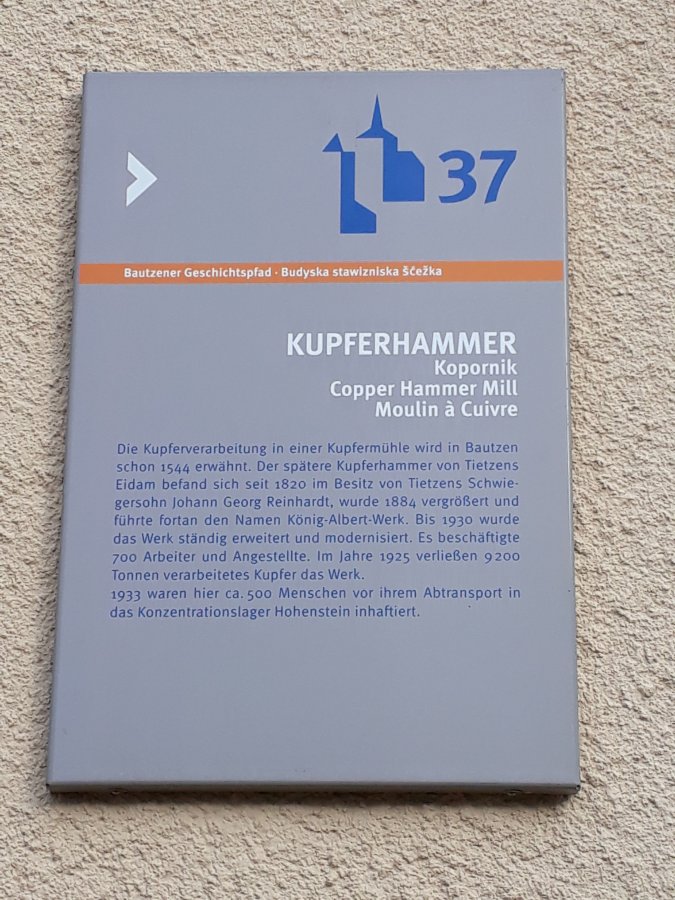 37
Bautzener Geschichtspfad · Budyska stawizniska šćežka
KUPFERHAMMER
Kopornik
Copper Hammer Mill
Moulin à Cuivre
Die Kupferverarbeitung in einer Kupfermühle wird in Bautzen
schon 1544 erwähnt. Der spätere Kupferhammer von Tietzens
Eidam befand sich seit 1820 im Besitz von Tietzens Schwie-
gersohn Johann Georg Reinhardt, wurde 1884 vergrößert und
führte fortan den Namen König-Albert-Werk. Bis 1930 wurde
das Werk ständig erweitert und modernisiert. Es beschäftigte
700 Arbeiter und Angestellte. Im Jahre 1925 verließen 9200
Tonnen verarbeitetes Kupfer das Werk.
1933 waren hier ca. 500 Menschen vor ihrem Abtransport in
das Konzentrationslager Hohenstein inhaftiert.